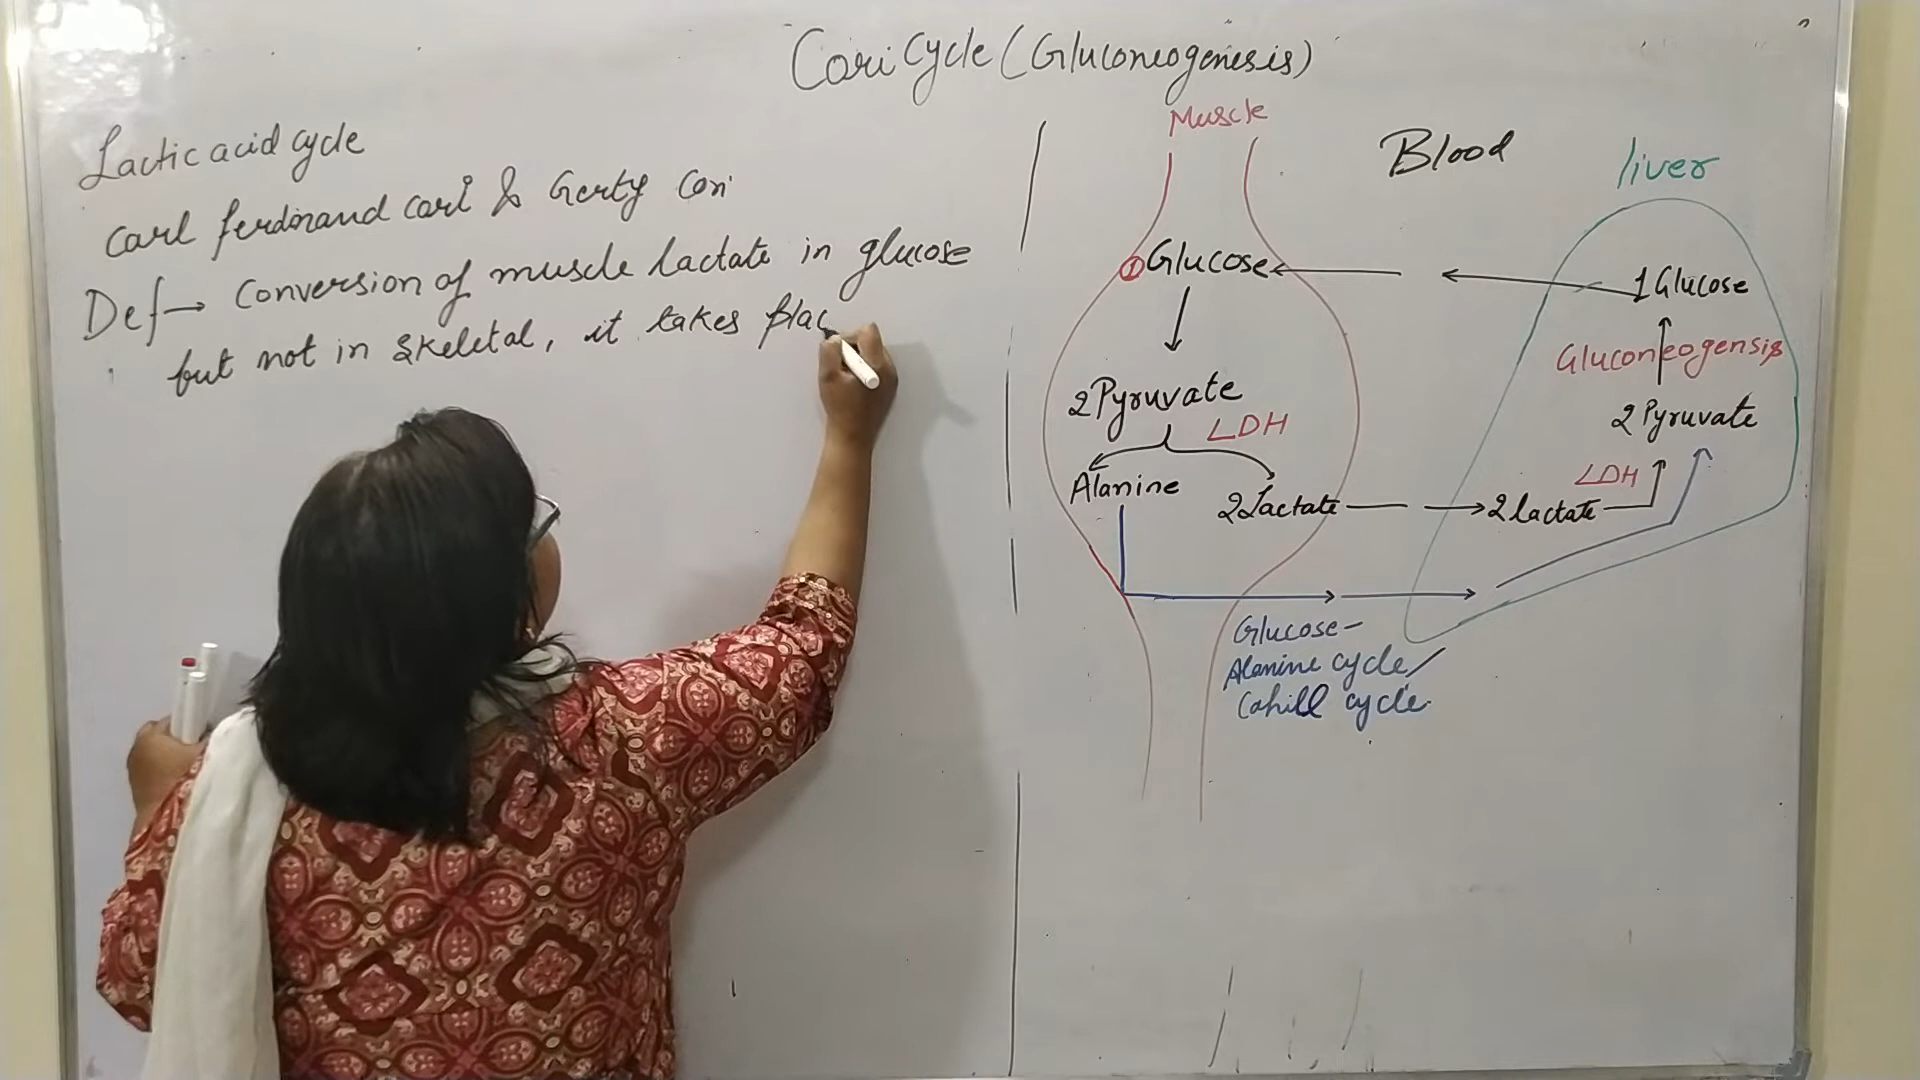 Cori Cycle (Gluconeogenesis)
Lactic acid cycle
Carl ferdinand cori & Gerty Cori
Def → Conversion of muscle lactate in glucose
but not in skeletal, it takes plac
Muscle
Blood
liver
① Glucose
1 Glucose
Gluconeogensis
2 Pyruvate
LDH
2 Pyruvate
LDH
Alanine
2 Lactate
2 lactate
Glucose-
Alanine cycle/
Cahill cycle